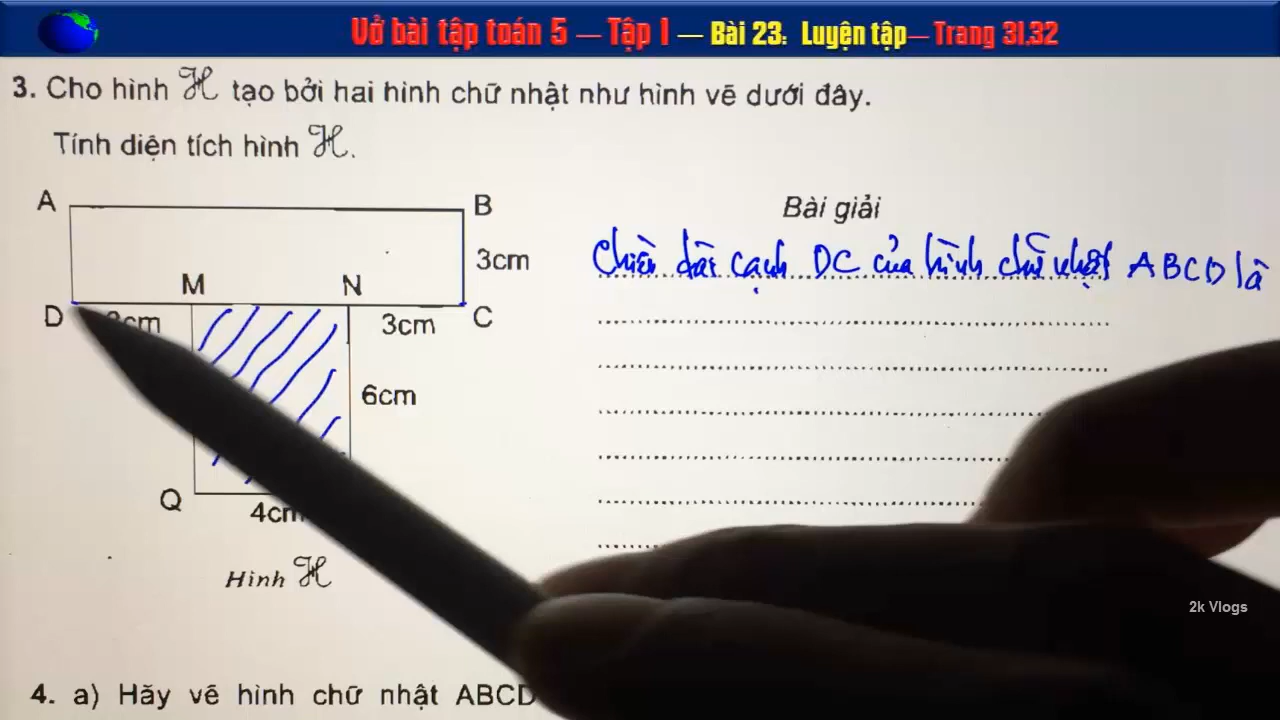 Vở bài tập toán 5 – Tập 1 – Bài 23: Luyện tập – Trang 31,32
3. Cho hình H tạo bởi hai hình chữ nhật như hình vẽ dưới đây.
Tính diện tích hình H.
A
B
Bài giải
3cm
Chiều dài cạnh DC của hình chữ nhật ABCD là
M
N
D
3cm
C
6cm
Q
4cm
Hình H
2k Vlogs
4. a) Hãy vẽ hình chữ nhật ABCD